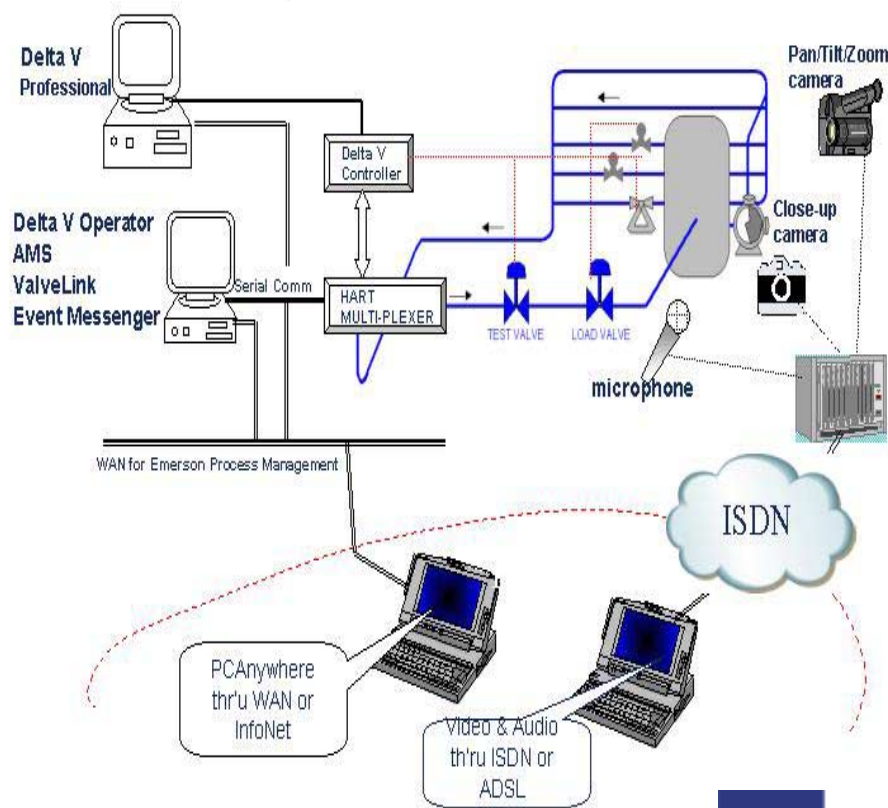 Delta V
Professional
Pan/Tilt/Zoom
camera
Delta V
Controller
Delta V Operator
AMS
ValveLink
Event Messenger
Serial Comm
HART
MULTI-PLEXER
TEST VALVE
LOAD VALVE
Close-up
camera
microphone
WAN for Emerson Process Management
ISDN
PCAnywhere
thr'u WAN or
InfoNet
Video & Audio
th'ru ISDN or
ADSL